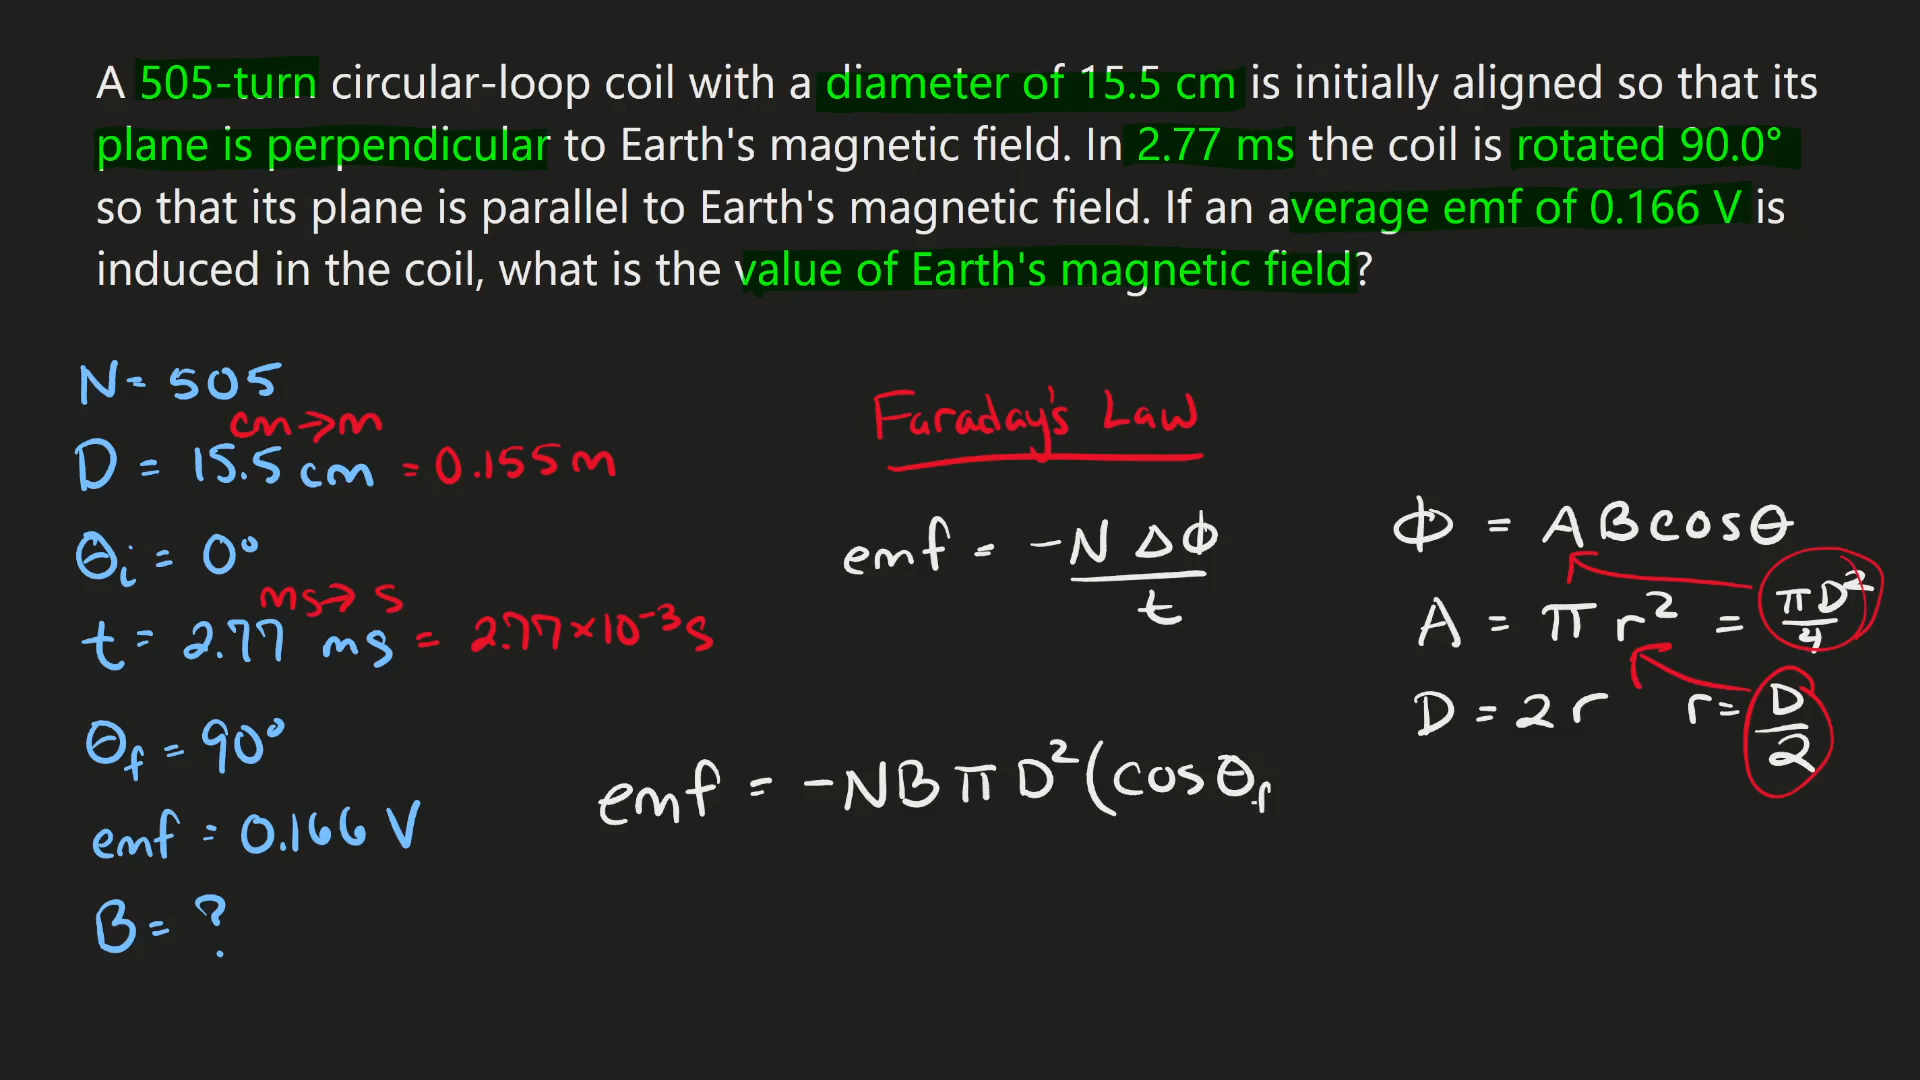 A 505-turn circular-loop coil with a diameter of 15.5 cm is initially aligned so that its
plane is perpendicular to Earth's magnetic field. In 2.77 ms the coil is rotated 90.0°
so that its plane is parallel to Earth's magnetic field. If an average emf of 0.166 V is
induced in the coil, what is the value of Earth's magnetic field?
N = 505
cm → m
D = 15.5 cm = 0.155 m
θi = 0°
ms → s
t = 2.77 ms = 2.77 × 10⁻³ s
θf = 90°
emf = 0.166 V
B = ?
Faraday's Law
emf = -N ΔΦ
t
emf = -NBπD²(cosθf
Φ = ABcosθ
A = πr² = πD²
4
D = 2r r = D
2